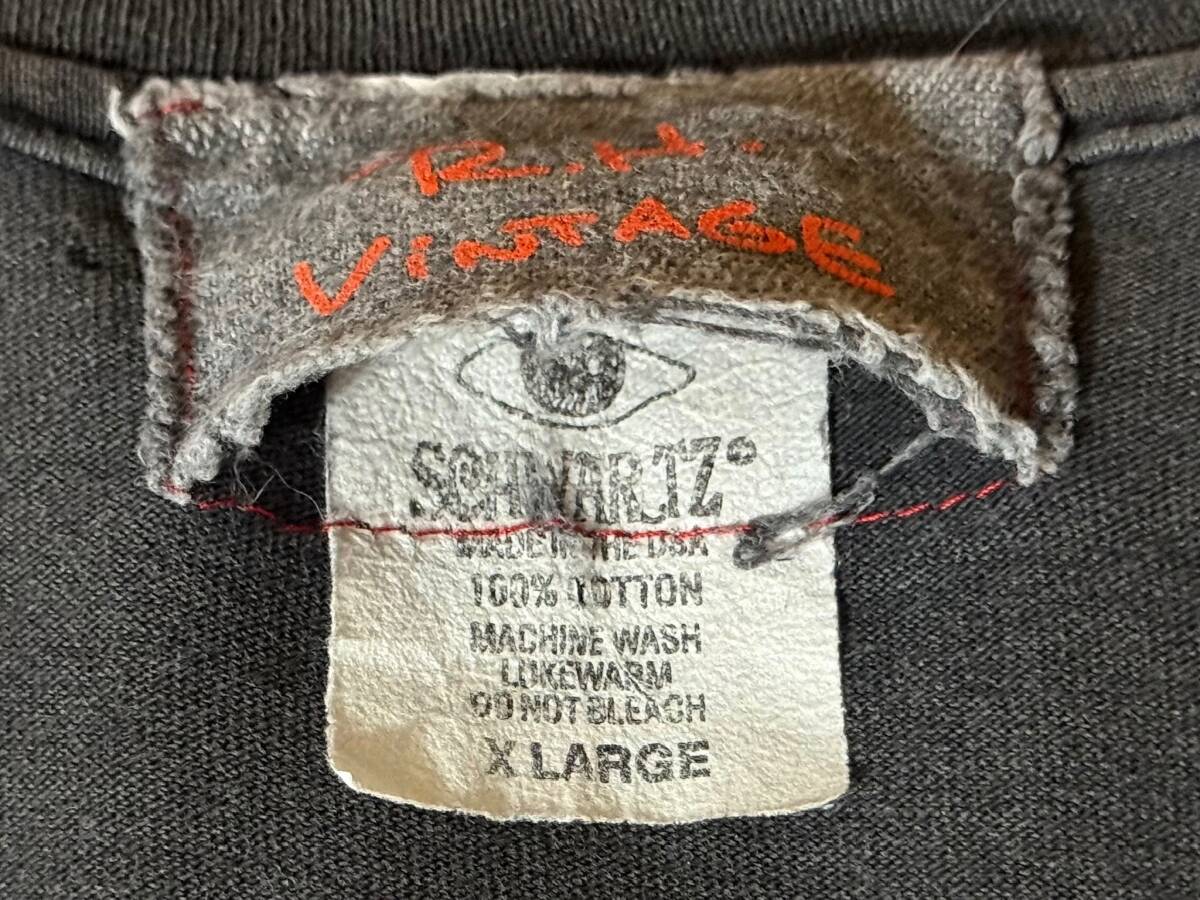 R.H.
VINTAGE
SCHWARTZ®
MADE IN THE USA
100% COTTON
MACHINE WASH
LUKEWARM
DO NOT BLEACH
X LARGE